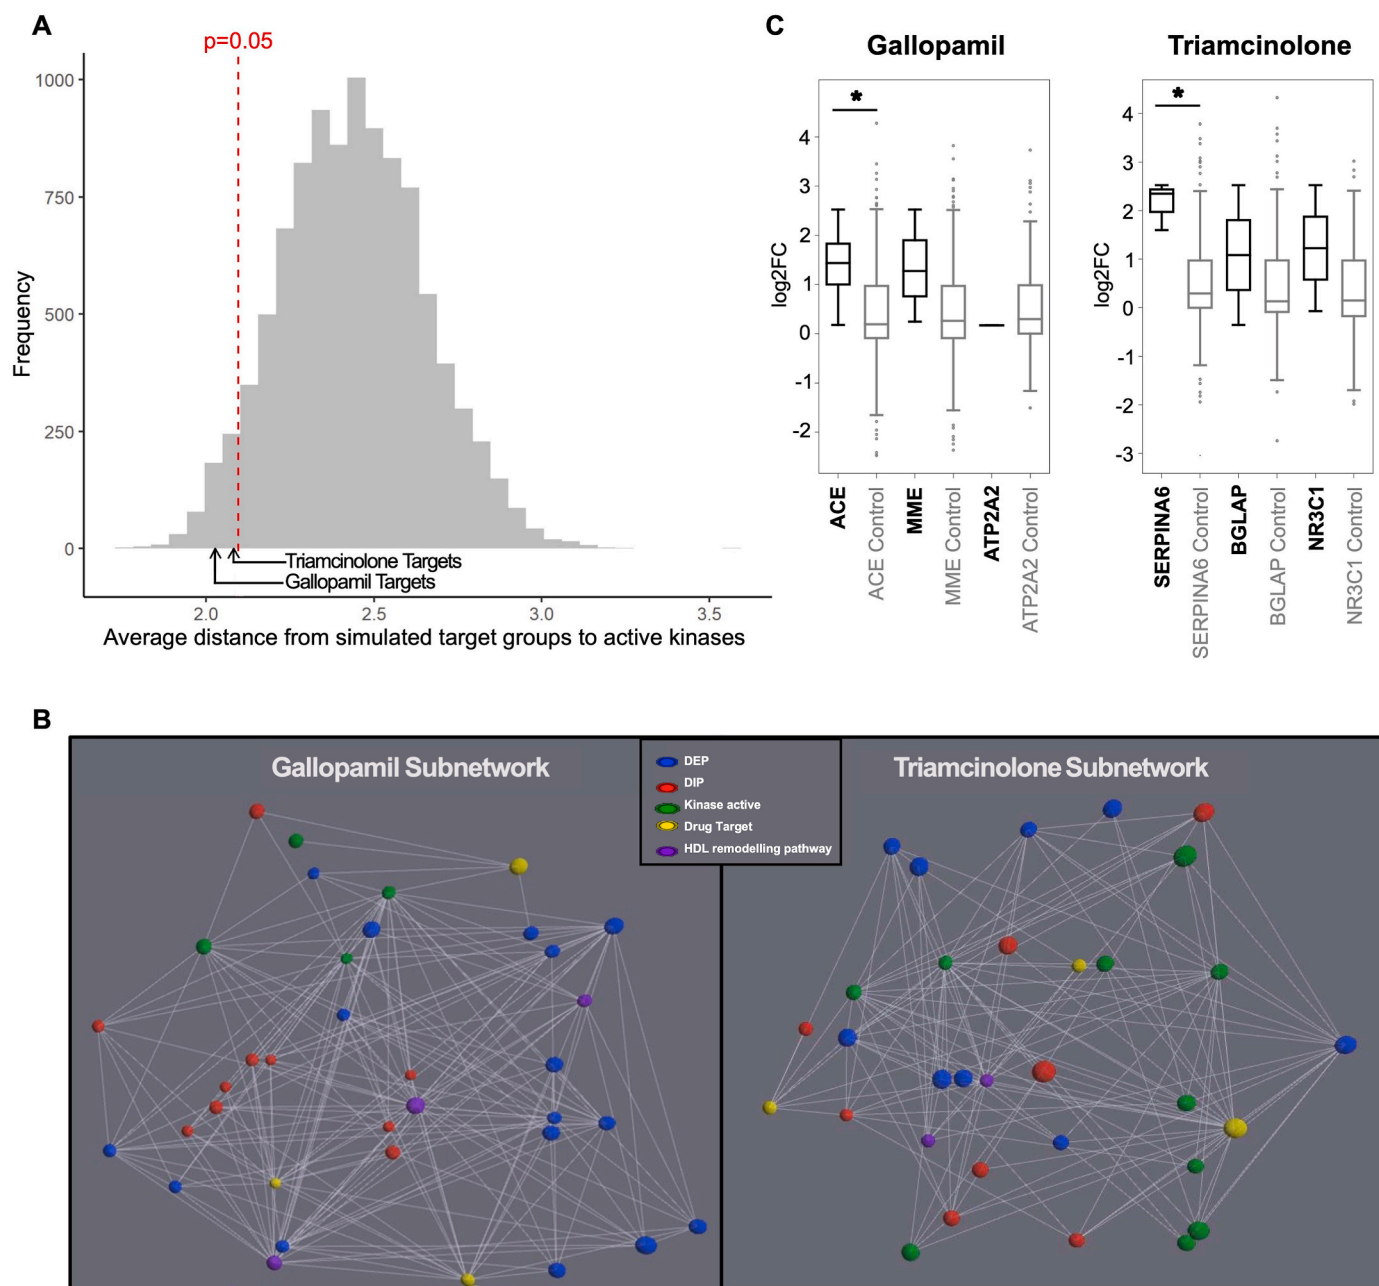 A
p=0.05
1000
750
500
250
0
Frequency
Triamcinolone Targets
Gallopamil Targets
2.0 2.5 3.0 3.5
Average distance from simulated target groups to active kinases
C
Gallopamil
*
4
3
2
1
0
-1
-2
log2FC
ACE
ACE Control
MME
MME Control
ATP2A2
ATP2A2 Control
Triamcinolone
*
4
3
2
1
0
-1
-2
-3
log2FC
SERPINA6
SERPINA6 Control
BGLAP
BGLAP Control
NR3C1
NR3C1 Control
B
Gallopamil Subnetwork
DEP
DIP
Kinase active
Drug Target
HDL remodelling pathway
Triamcinolone Subnetwork